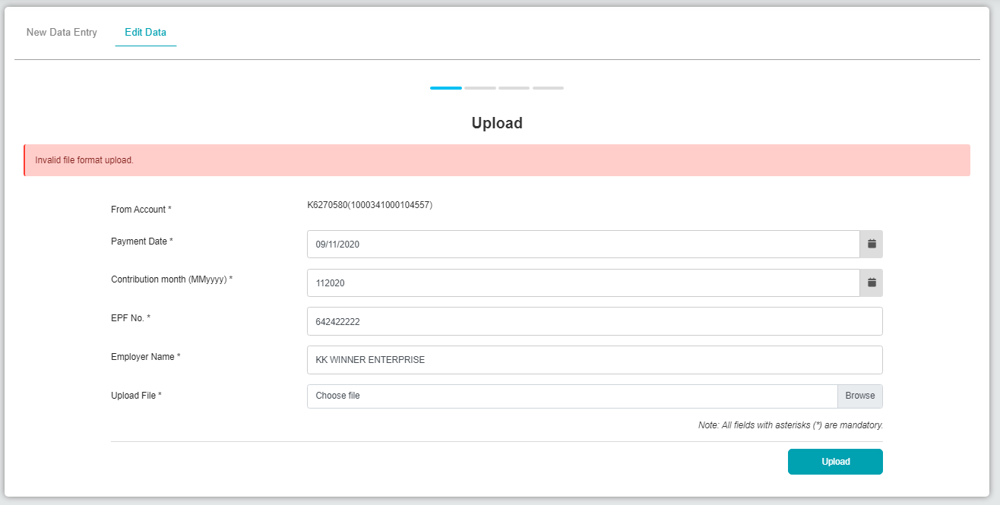 New Data Entry Edit Data
Upload
Invalid file format upload.
From Account * K6270580(1000341000104557)
Payment Date * 09/11/2020
Contribution month (MMyyyy) * 112020
EPF No. * 642422222
Employer Name * KK WINNER ENTERPRISE
Upload File * Choose file Browse
Note: All fields with asterisks (*) are mandatory.
Upload